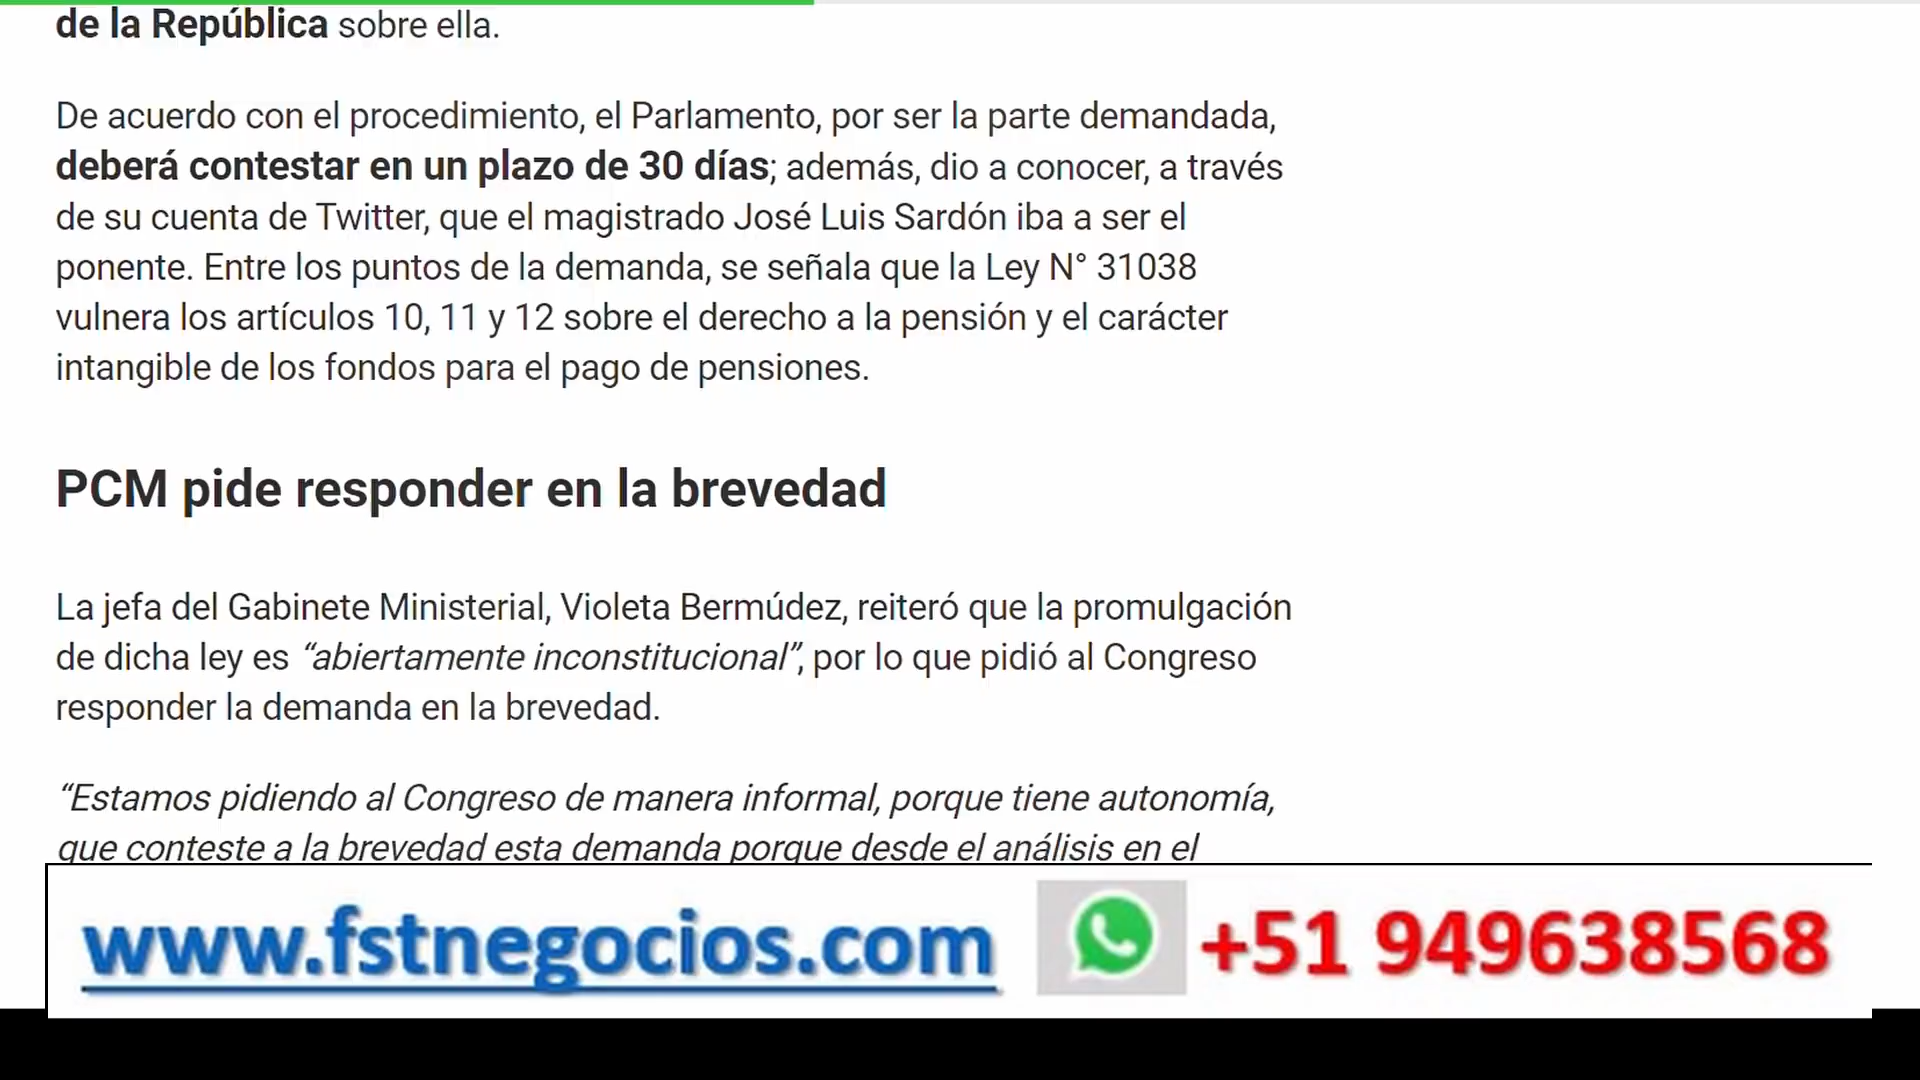 de la República sobre ella.
De acuerdo con el procedimiento, el Parlamento, por ser la parte demandada,
deberá contestar en un plazo de 30 días; además, dio a conocer, a través
de su cuenta de Twitter, que el magistrado José Luis Sardón iba a ser el
ponente. Entre los puntos de la demanda, se señala que la Ley N° 31038
vulnera los artículos 10, 11 y 12 sobre el derecho a la pensión y el carácter
intangible de los fondos para el pago de pensiones.
PCM pide responder en la brevedad
La jefa del Gabinete Ministerial, Violeta Bermúdez, reiteró que la promulgación
de dicha ley es “abiertamente inconstitucional”, por lo que pidió al Congreso
responder la demanda en la brevedad.
“Estamos pidiendo al Congreso de manera informal, porque tiene autonomía,
que conteste a la brevedad esta demanda porque desde el análisis en el
www.fstnegocios.com +51 949638568